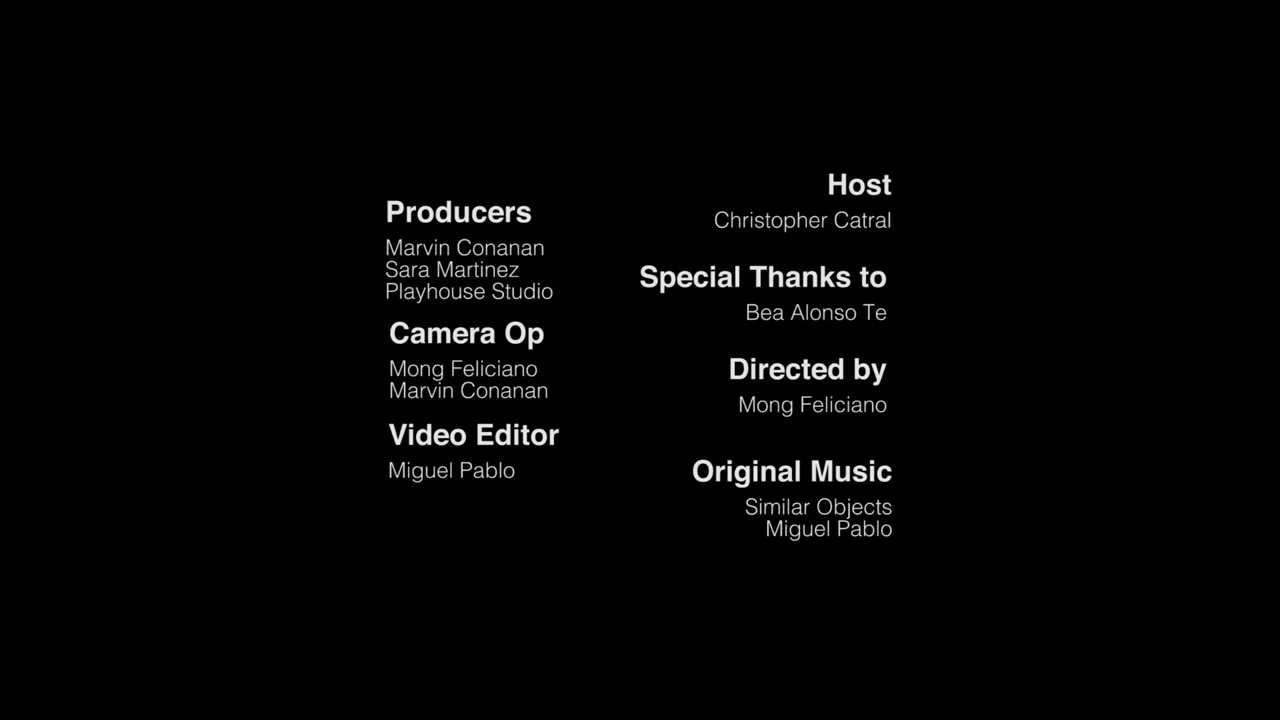 Producers
Marvin Conanan
Sara Martinez
Playhouse Studio
Camera Op
Mong Feliciano
Marvin Conanan
Video Editor
Miguel Pablo
Host
Christopher Catral
Special Thanks to
Bea Alonso Te
Directed by
Mong Feliciano
Original Music
Similar Objects
Miguel Pablo